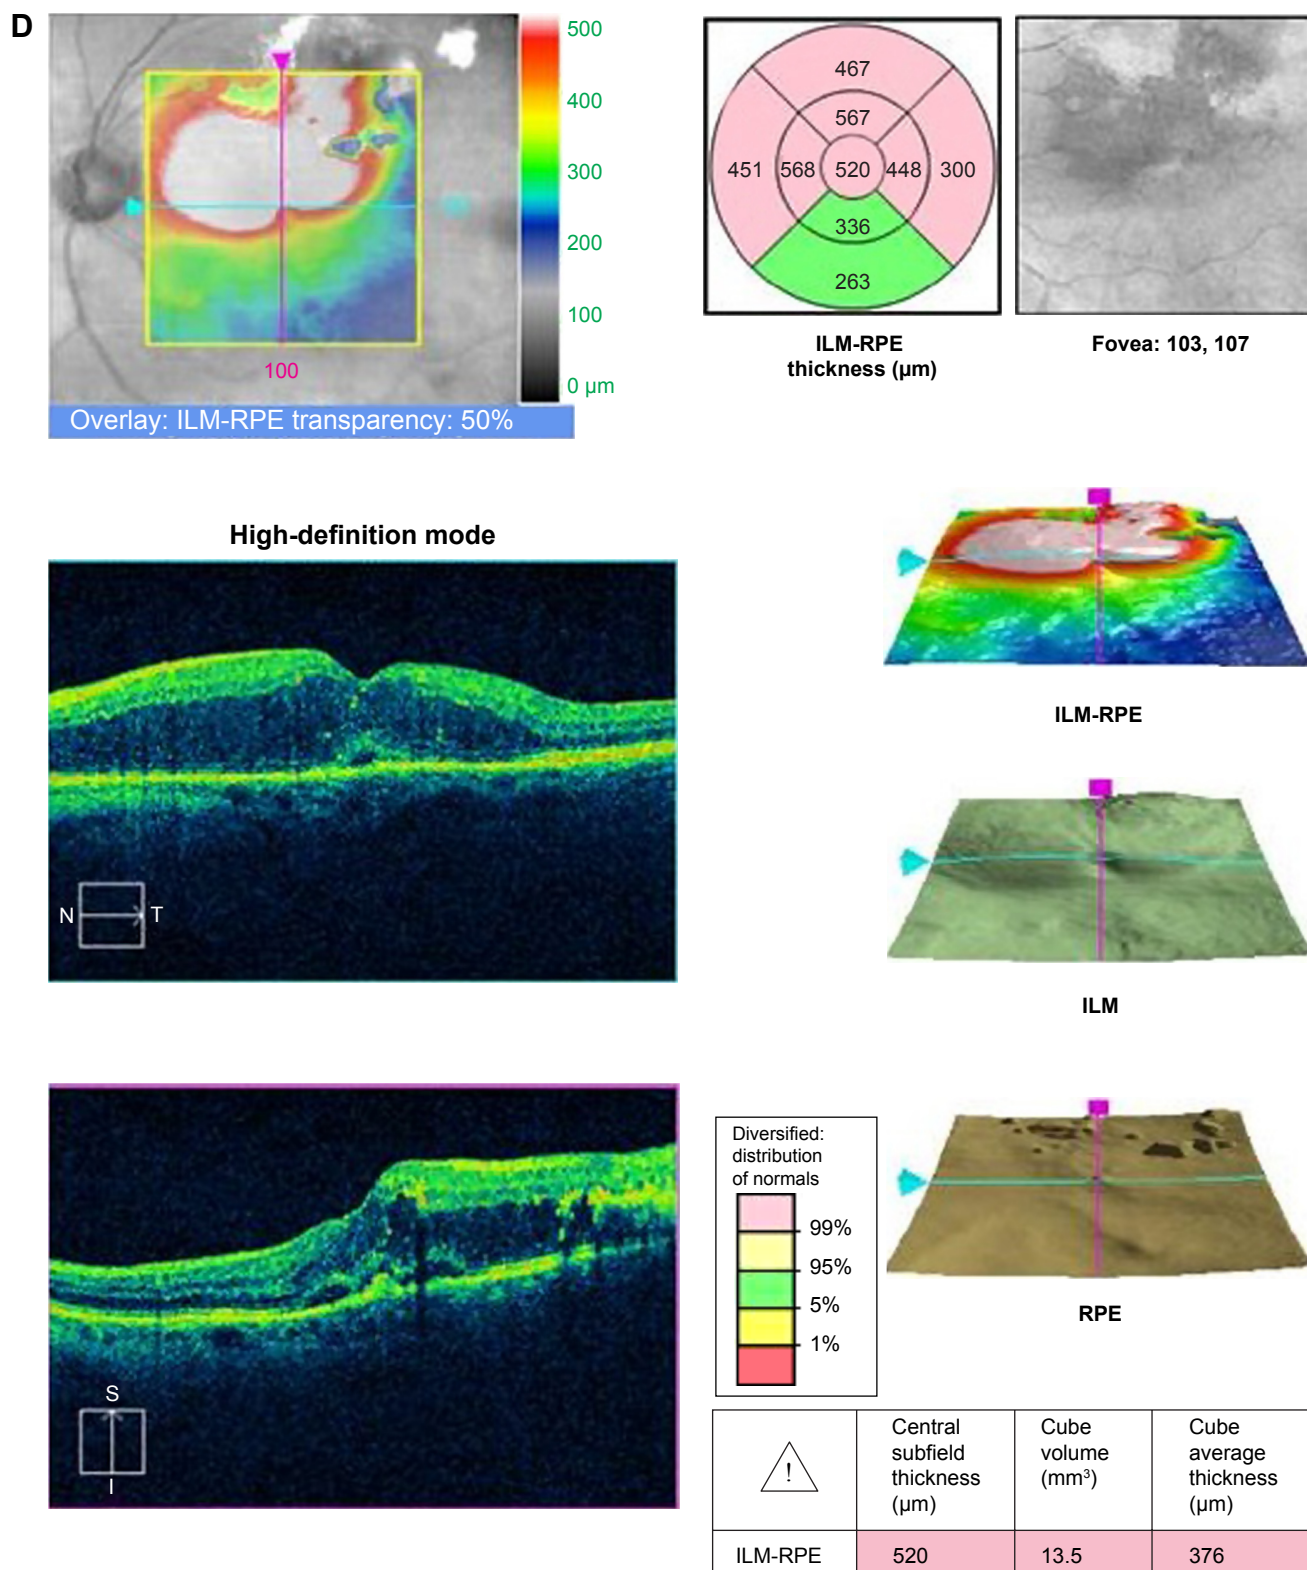 D
500
400
300
200
100
0 µm
100
Overlay: ILM-RPE transparency: 50%
467
567
451
568
520
448
300
336
263
ILM-RPE
thickness (µm)
Fovea: 103, 107
High-definition mode
N
T
ILM-RPE
ILM
S
I
Diversified:
distribution
of normals
99%
95%
5%
1%
RPE
!
Central
subfield
thickness
(µm)
Cube
volume
(mm³)
Cube
average
thickness
(µm)
ILM-RPE
520
13.5
376